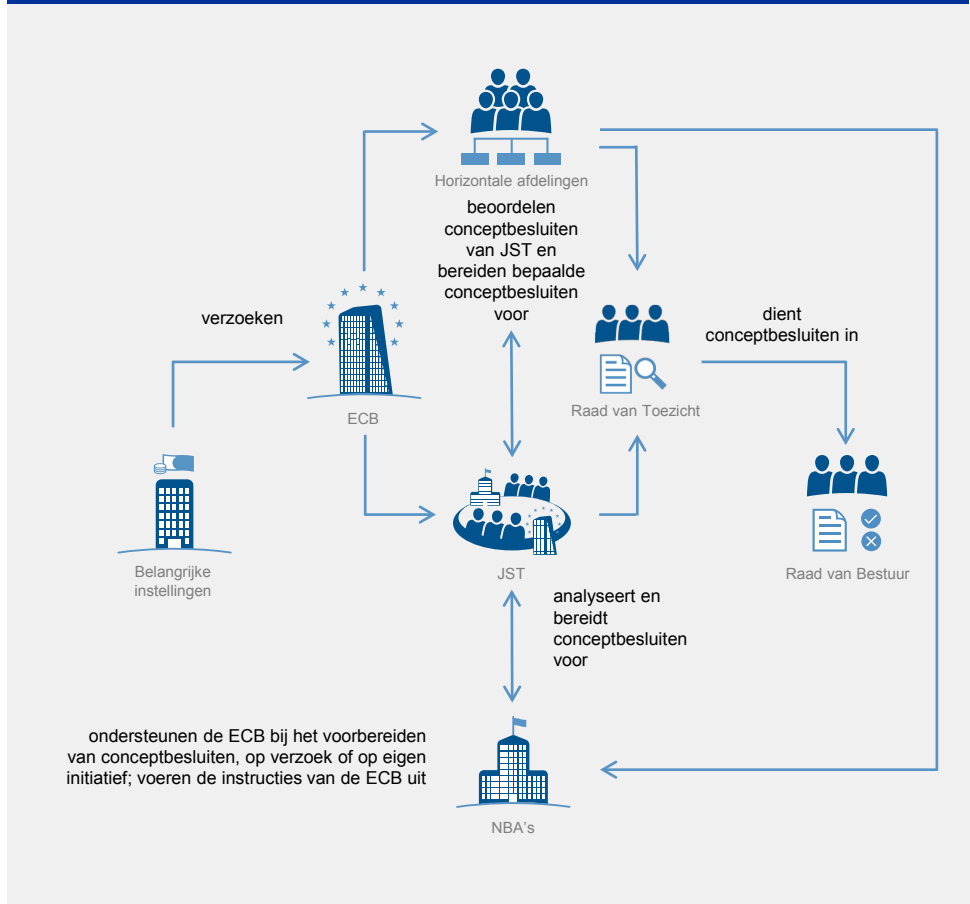 Horizontale afdelingen
beoordelen
conceptbesluiten
van JST en
bereiden bepaalde
conceptbesluiten
voor
verzoeken
ECB
dient
conceptbesluiten in
Raad van Toezicht
Belangrijke
instellingen
JST
Raad van Bestuur
analyseert en
bereidt
conceptbesluiten
voor
ondersteunen de ECB bij het voorbereiden
van conceptbesluiten, op verzoek of op eigen
initiatief; voeren de instructies van de ECB uit
NBA's